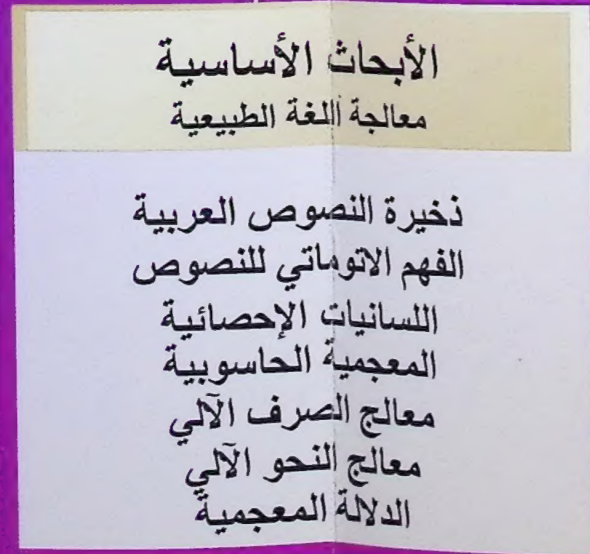 الأبحاث الأساسية
معالجة اللغة الطبيعية
ذخيرة النصوص العربية
الفهم الاتوماتي للنصوص
اللسانيات الإحصائية
المعجمية الحاسوبية
معالج الصرف الآلي
معالج النحو الآلي
الدلالة المعجمية